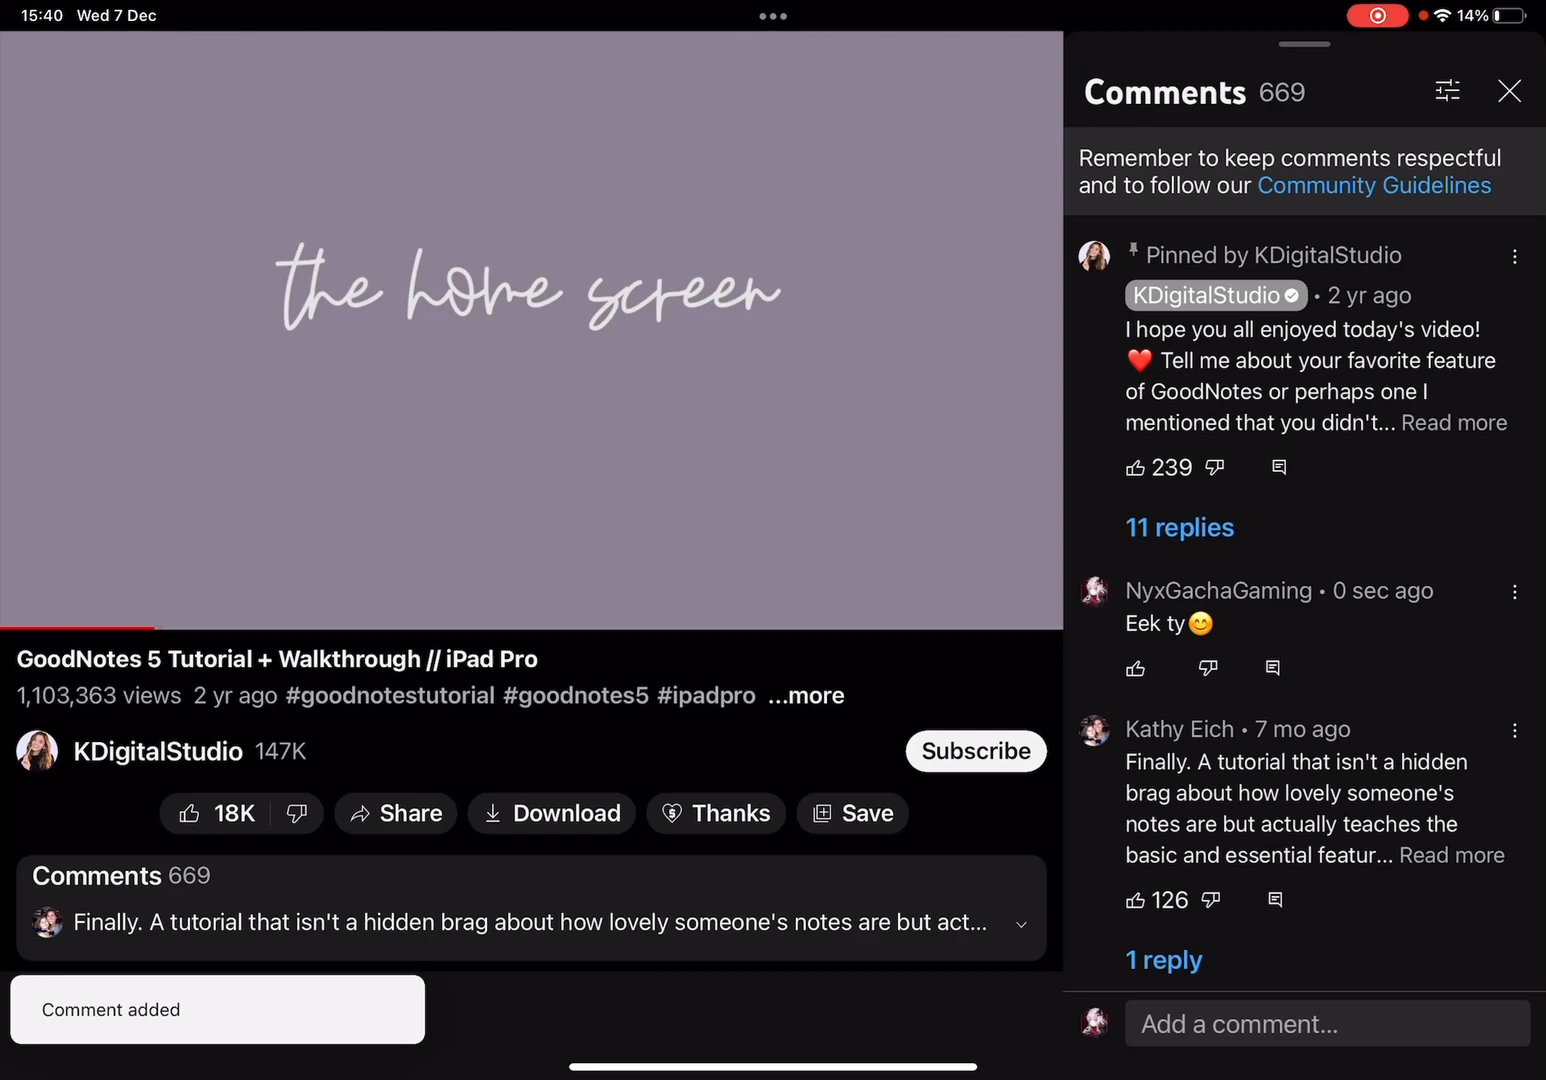 15:40 Wed 7 Dec
14%
the home screen
GoodNotes 5 Tutorial + Walkthrough // iPad Pro
1,103,363 views 2 yr ago #goodnotestutorial #goodnotes5 #ipadpro ...more
KDigitalStudio 147K
Subscribe
18K
Share
Download
Thanks
Save
Comments 669
Finally. A tutorial that isn't a hidden brag about how lovely someone's notes are but act...
Comment added
Comments 669
Remember to keep comments respectful
and to follow our Community Guidelines
Pinned by KDigitalStudio
KDigitalStudio • 2 yr ago
I hope you all enjoyed today's video!
❤️ Tell me about your favorite feature
of GoodNotes or perhaps one I
mentioned that you didn't... Read more
239
11 replies
NyxGachaGaming • 0 sec ago
Eek ty😊
Kathy Eich • 7 mo ago
Finally. A tutorial that isn't a hidden
brag about how lovely someone's
notes are but actually teaches the
basic and essential featur... Read more
126
1 reply
Add a comment...